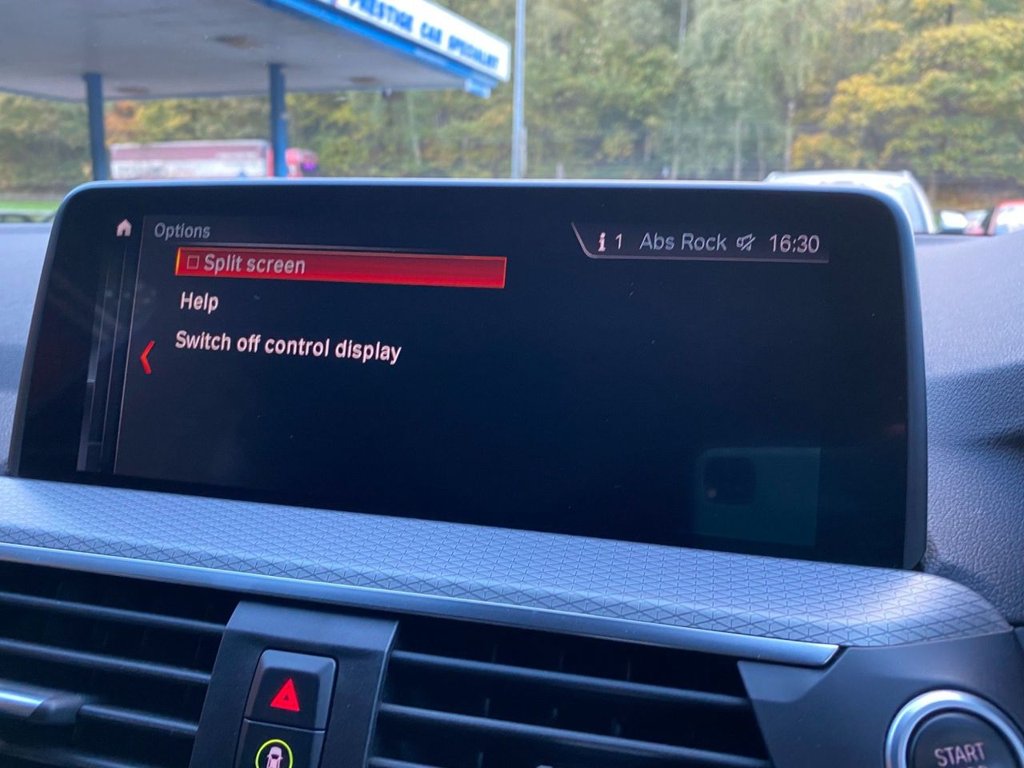 PRESTIGE CAR SPECIALIST
Options
1 Abs Rock 16:30
Split screen
Help
Switch off control display
START